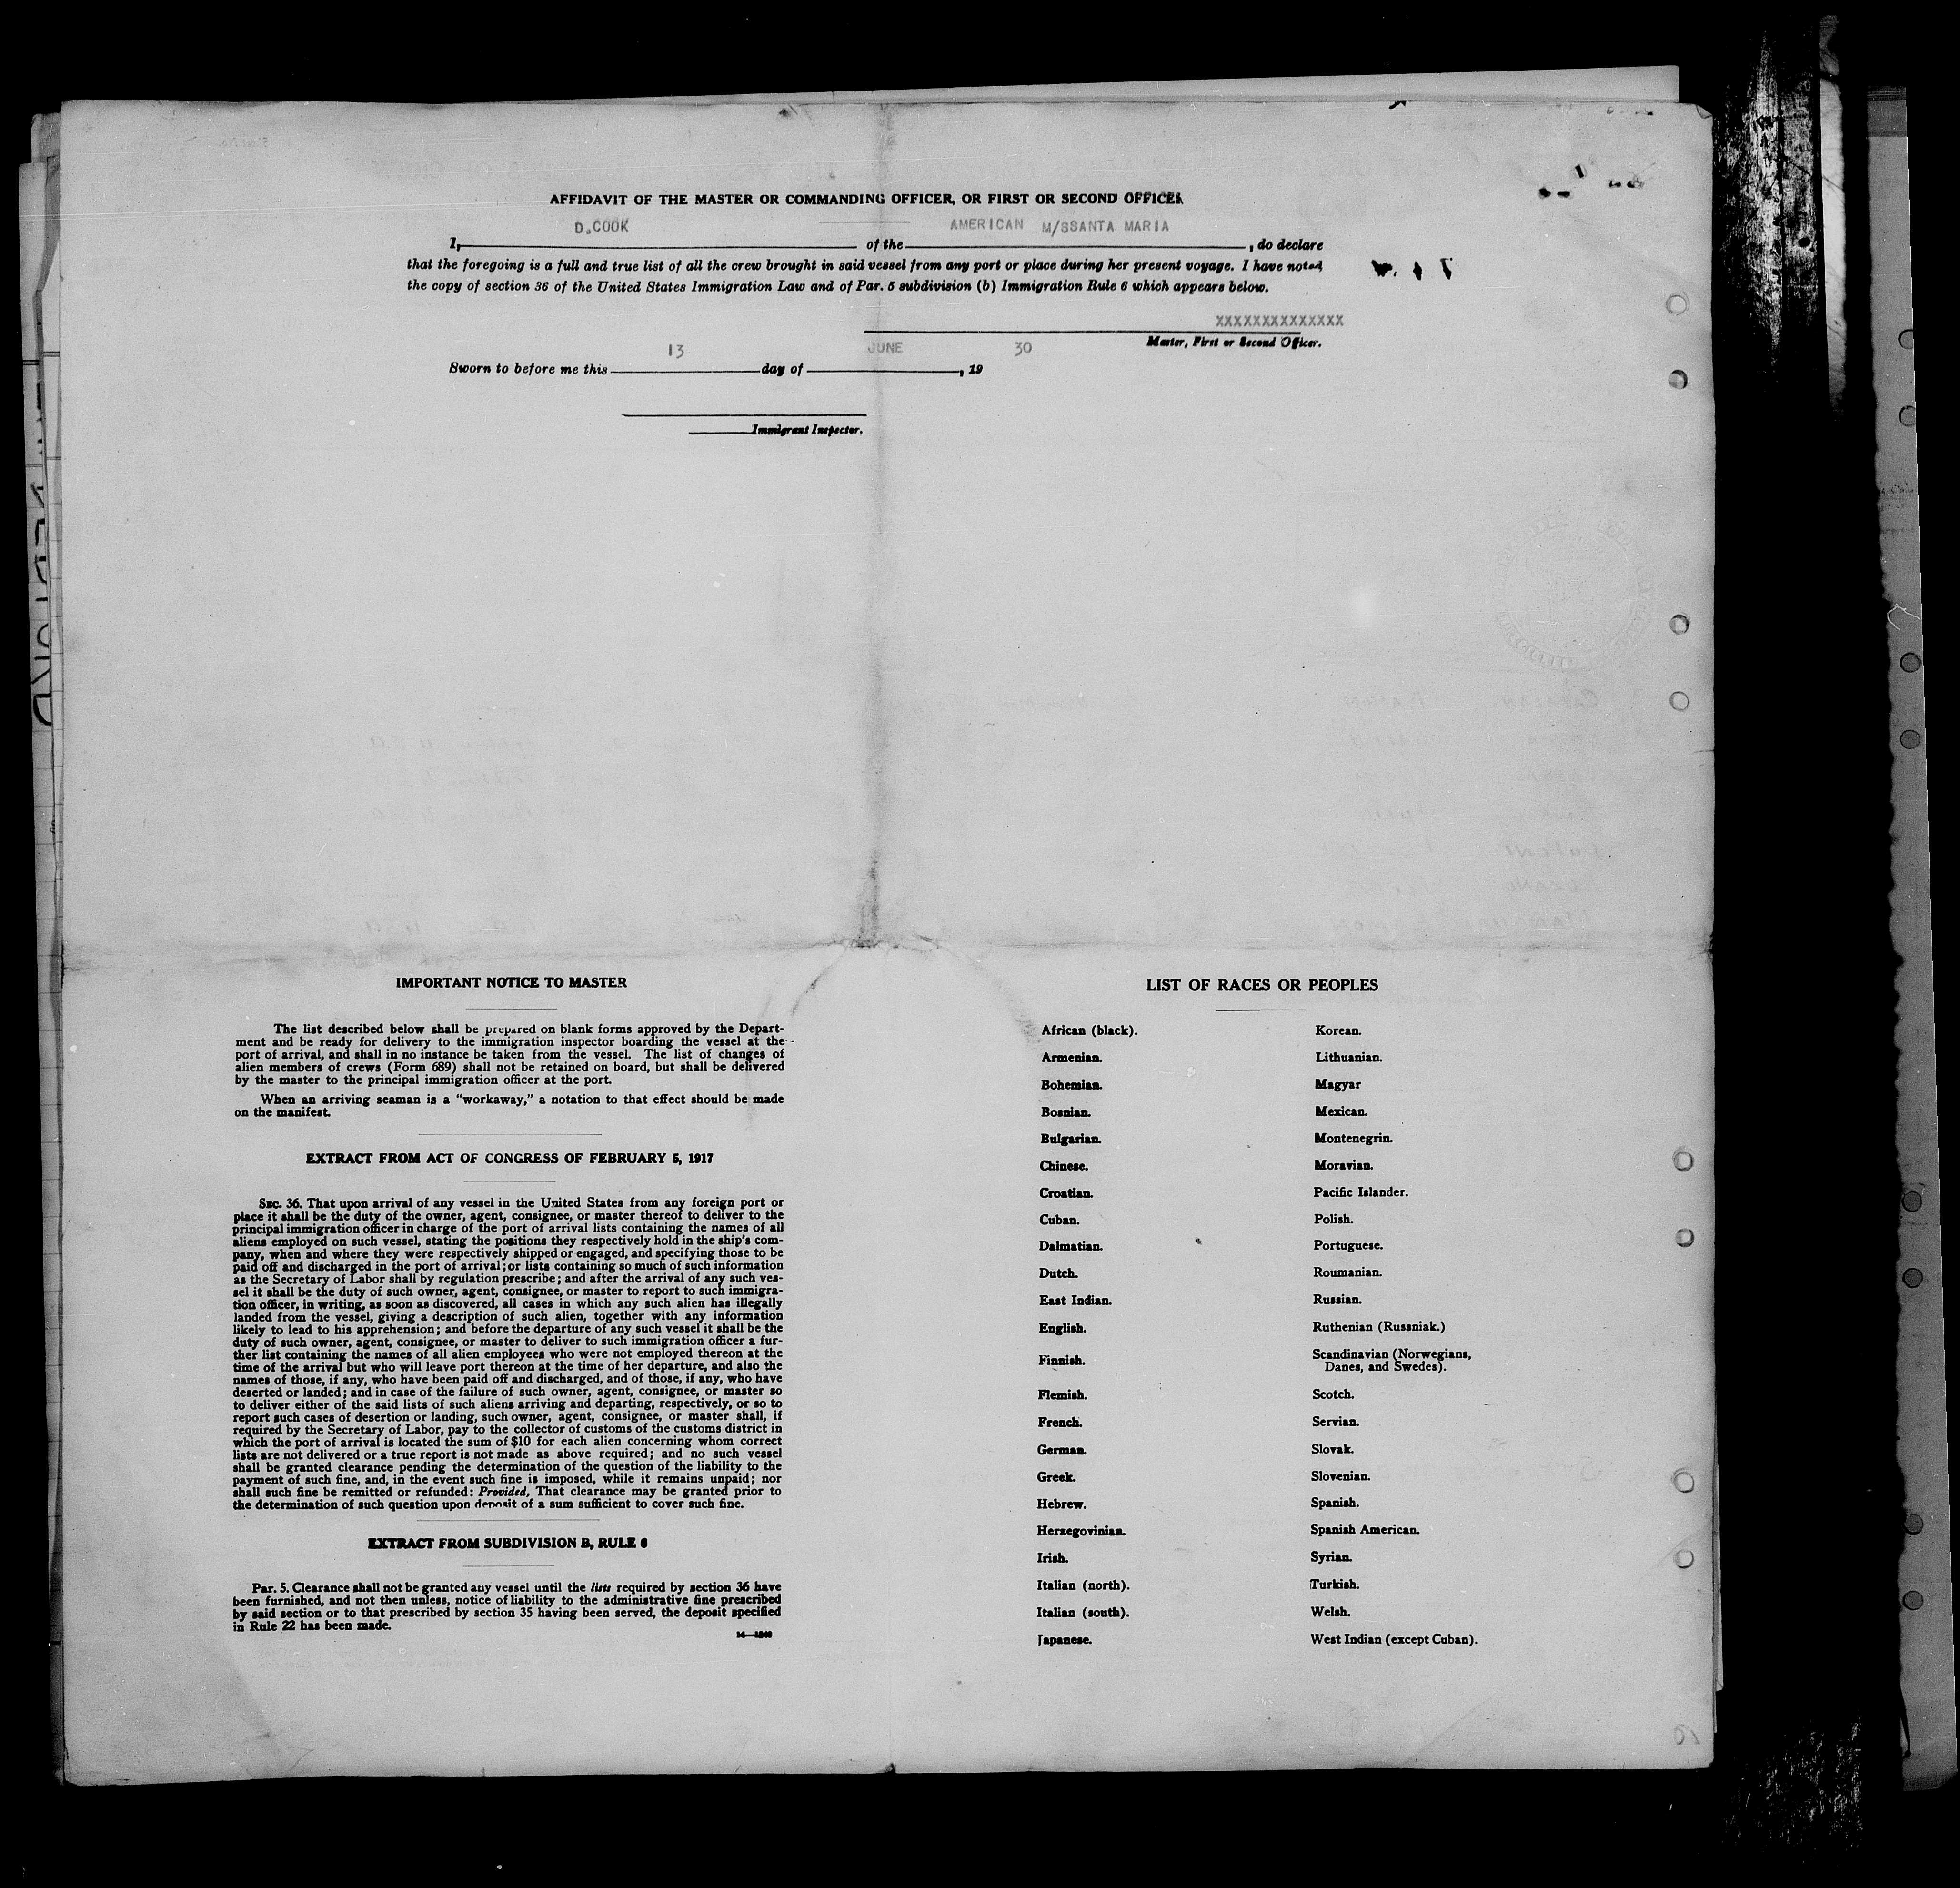 AFFIDAVIT OF THE MASTER OR COMMANDING OFFICER, OR FIRST OR SECOND OFFICER
D.COOK AMERICAN M/SSANTA MARIA
I, of the , do declare
that the foregoing is a full and true list of all the crew brought in said vessel from any port or place during her present voyage. I have noted
the copy of section 36 of the United States Immigration Law and of Par. 5 subdivision (b) Immigration Rule 6 which appears below.
XXXXXXXXXXXXXX
Master, First or Second Officer.
13 JUNE 30
Sworn to before me this day of , 19
Immigrant Inspector.
IMPORTANT NOTICE TO MASTER
The list described below shall be prepared on blank forms approved by the Depart-
ment and be ready for delivery to the immigration inspector boarding the vessel at the
port of arrival, and shall in no instance be taken from the vessel. The list of changes of
alien members of crews (Form 689) shall not be retained on board, but shall be delivered
by the master to the principal immigration officer at the port.
When an arriving seaman is a "workaway," a notation to that effect should be made
on the manifest.
EXTRACT FROM ACT OF CONGRESS OF FEBRUARY 5, 1917
SEC. 36. That upon arrival of any vessel in the United States from any foreign port or
place it shall be the duty of the owner, agent, consignee, or master thereof to deliver to the
principal immigration officer in charge of the port of arrival lists containing the names of all
aliens employed on such vessel, stating the positions they respectively hold in the ship's com-
pany, when and where they were respectively shipped or engaged, and specifying those to be
paid off and discharged in the port of arrival; or lists containing so much of such information
as the Secretary of Labor shall by regulation prescribe; and after the arrival of any such ves-
sel it shall be the duty of such owner, agent, consignee, or master to report to such immigra-
tion officer, in writing, as soon as discovered, all cases in which any such alien has illegally
landed from the vessel, giving a description of such alien, together with any information
likely to lead to his apprehension; and before the departure of any such vessel it shall be the
duty of such owner, agent, consignee, or master to deliver to such immigration officer a fur-
ther list containing the names of all alien employees who were not employed thereon at the
time of the arrival but who will leave port thereon at the time of her departure, and also the
names of those, if any, who have been paid off and discharged, and of those, if any, who have
deserted or landed; and in case of the failure of such owner, agent, consignee, or master so
to deliver either of the said lists of such aliens arriving and departing, respectively, or so to
report such cases of desertion or landing, such owner, agent, consignee, or master shall, if
required by the Secretary of Labor, pay to the collector of customs of the customs district in
which the port of arrival is located the sum of $10 for each alien concerning whom correct
lists are not delivered or a true report is not made as above required; and no such vessel
shall be granted clearance pending the determination of the question of the liability to the
payment of such fine, and, in the event such fine is imposed, while it remains unpaid; nor
shall such fine be remitted or refunded: Provided, That clearance may be granted prior to
the determination of such question upon deposit of a sum sufficient to cover such fine.
EXTRACT FROM SUBDIVISION B, RULE 6
Par. 5. Clearance shall not be granted any vessel until the lists required by section 36 have
been furnished, and not then unless, notice of liability to the administrative fine prescribed
by said section or to that prescribed by section 35 having been served, the deposit specified
in Rule 22 has been made.
LIST OF RACES OR PEOPLES
African (black).
Armenian.
Bohemian.
Bosnian.
Bulgarian.
Chinese.
Croatian.
Cuban.
Dalmatian.
Dutch.
East Indian.
English.
Finnish.
Flemish.
French.
German.
Greek.
Hebrew.
Herzegovinian.
Irish.
Italian (north).
Italian (south).
Japanese.
Korean.
Lithuanian.
Magyar
Mexican.
Montenegrin.
Moravian.
Pacific Islander.
Polish.
Portuguese.
Roumanian.
Russian.
Ruthenian (Russniak.)
Scandinavian (Norwegians,
Danes, and Swedes).
Scotch.
Servian.
Slovak.
Slovenian.
Spanish.
Spanish American.
Syrian.
Turkish.
Welsh.
West Indian (except Cuban).